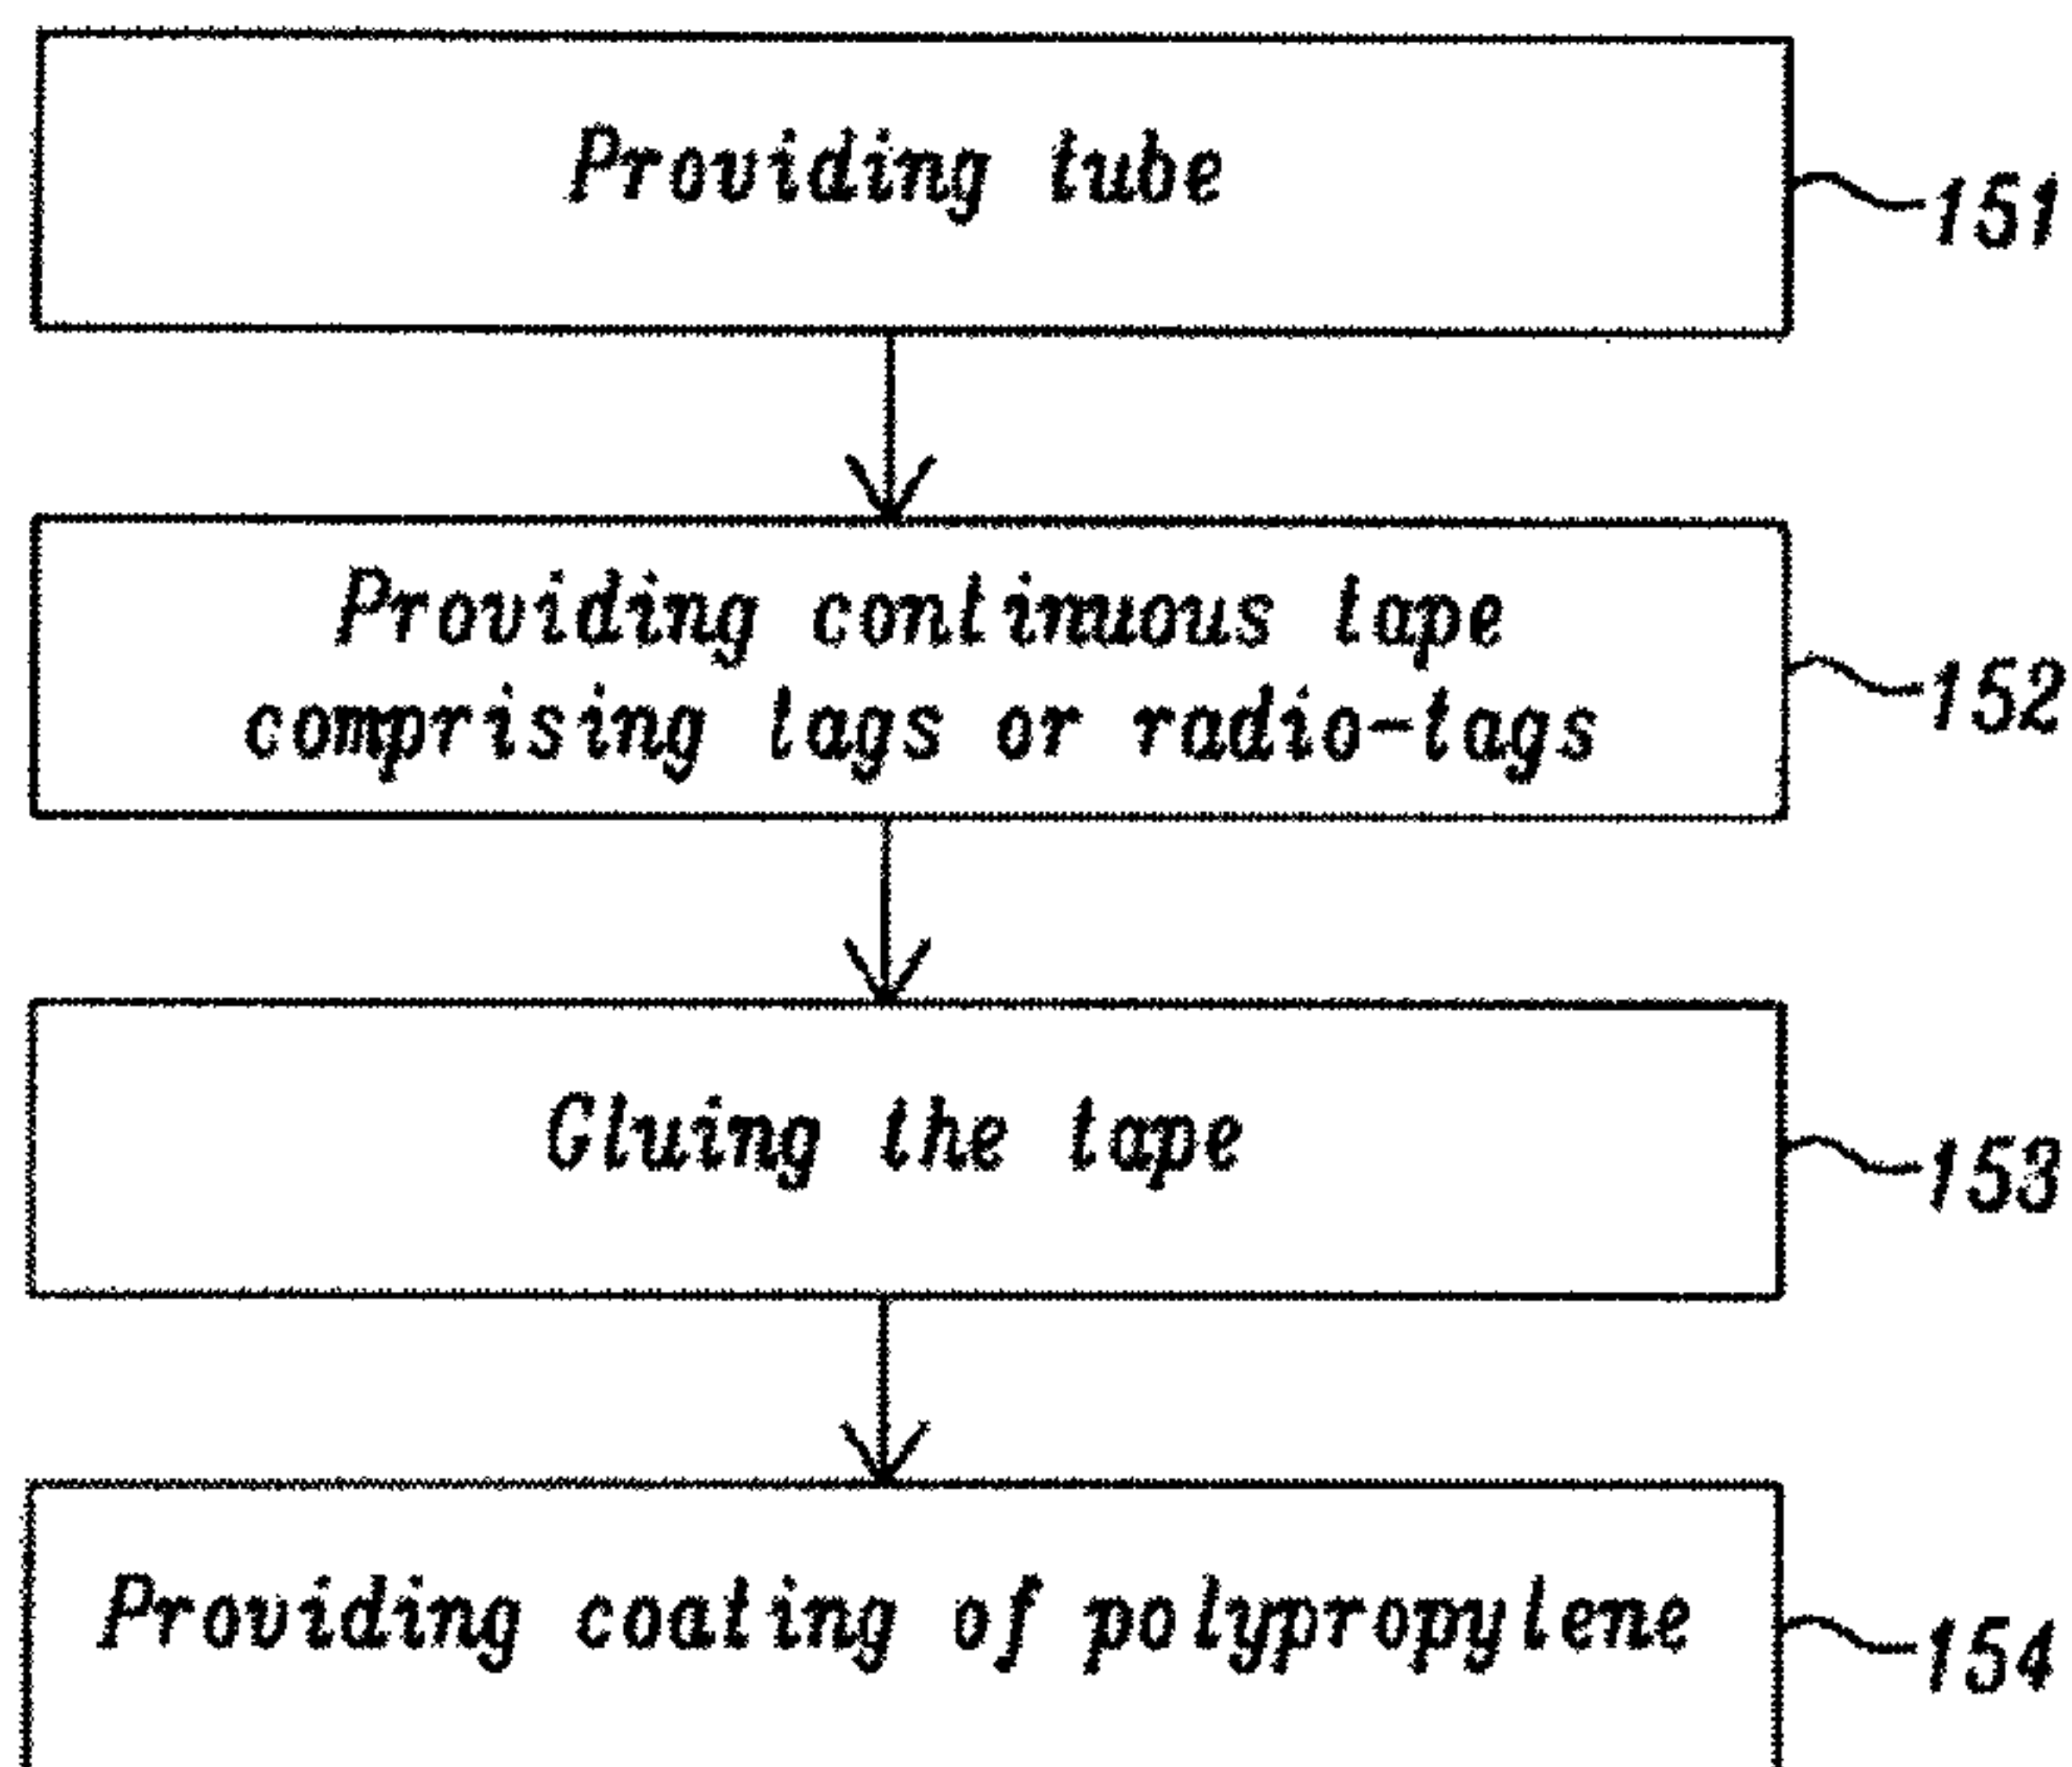 Providing tube
151
Providing continuous tape
comprising tags or radio-tags
152
Gluing the tape
153
Providing coating of polypropylene
154